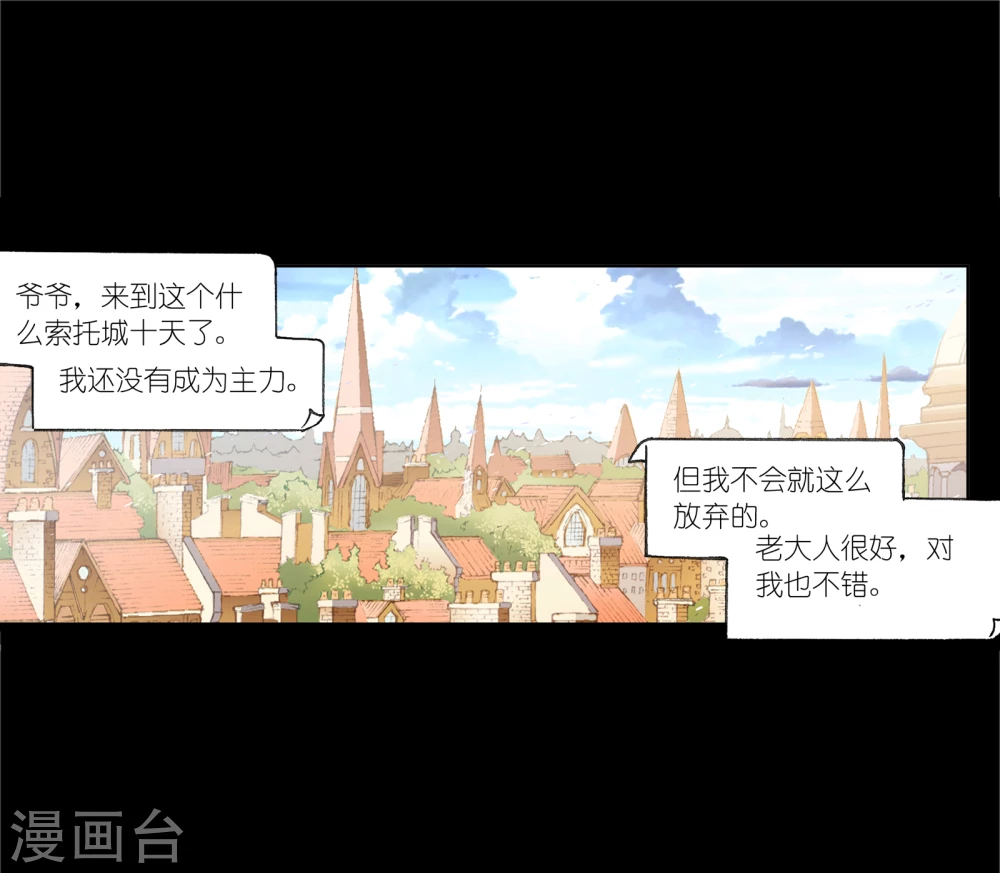 爷爷，来到这个什
么索托城十天了。
我还没有成为主力。
但我不会就这么
放弃的。
老大人很好，对
我也不错。
漫画台